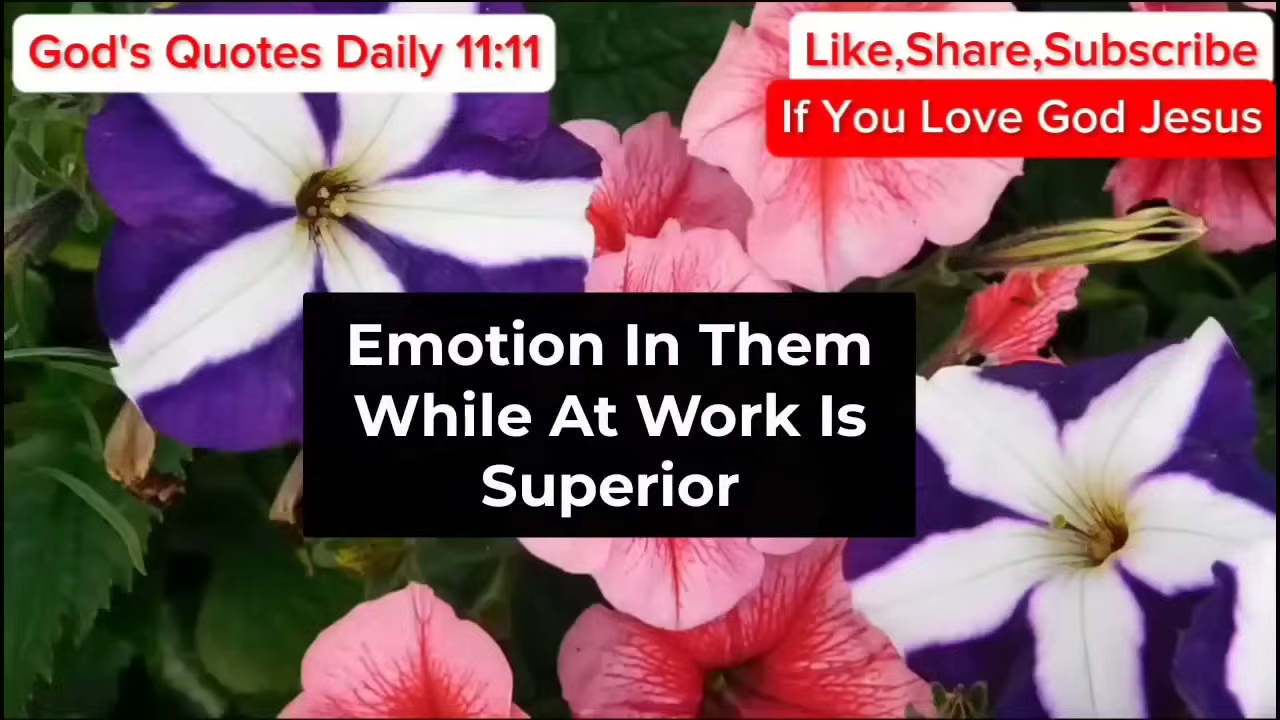 God's Quotes Daily 11:11
Like,Share,Subscribe
If You Love God Jesus
Emotion In Them
While At Work Is
Superior